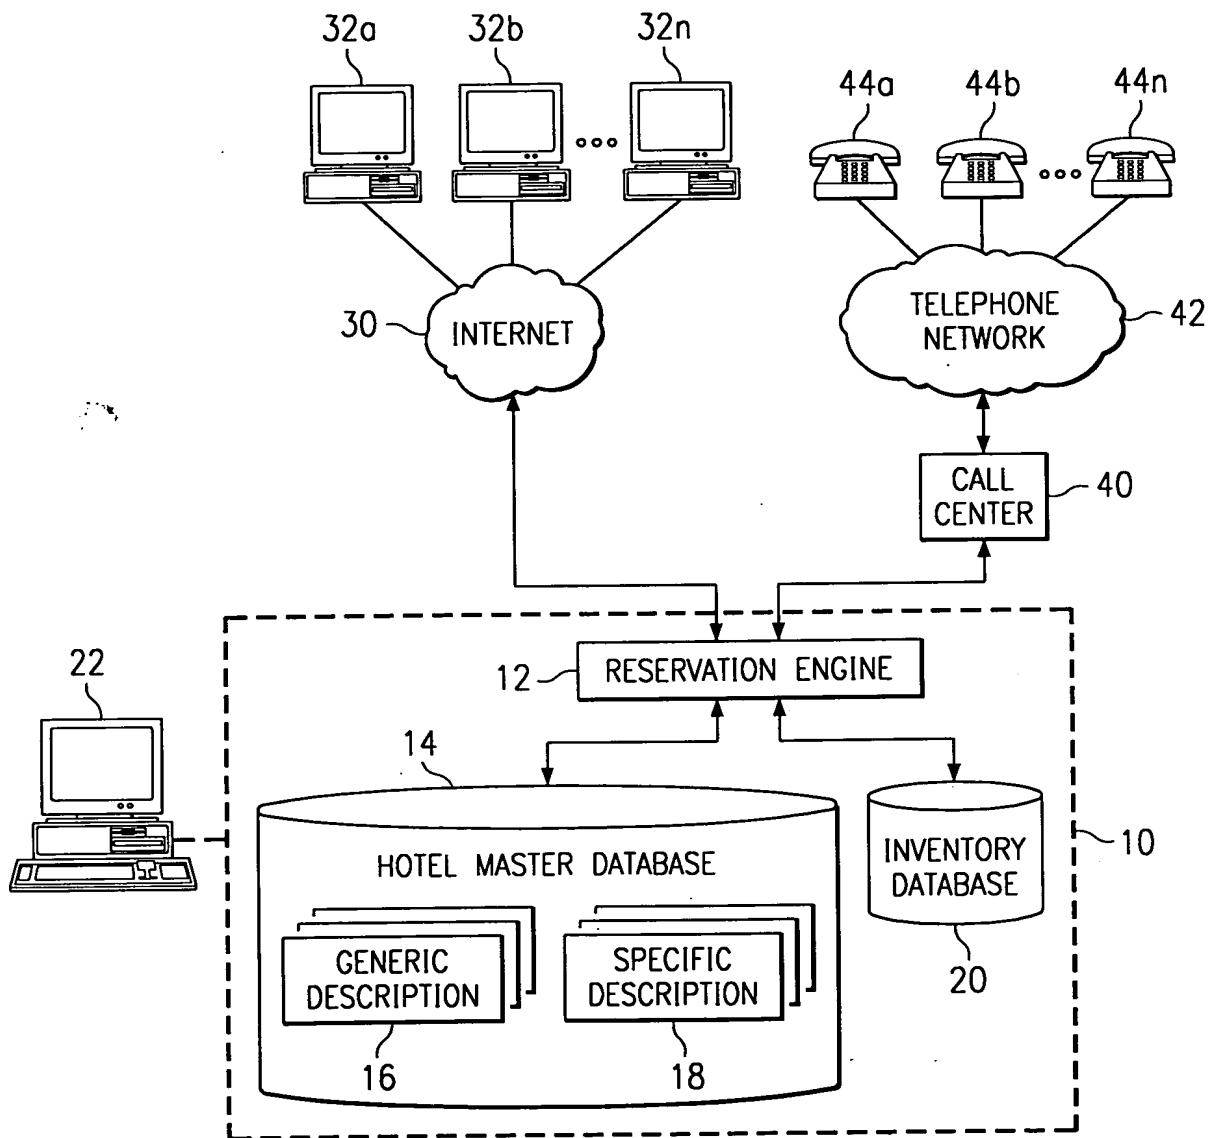 32a
32b
32n
44a
44b
44n
30
INTERNET
TELEPHONE
NETWORK
42
CALL
CENTER
40
12
RESERVATION ENGINE
22
14
HOTEL MASTER DATABASE
INVENTORY
DATABASE
10
GENERIC
DESCRIPTION
SPECIFIC
DESCRIPTION
20
16
18